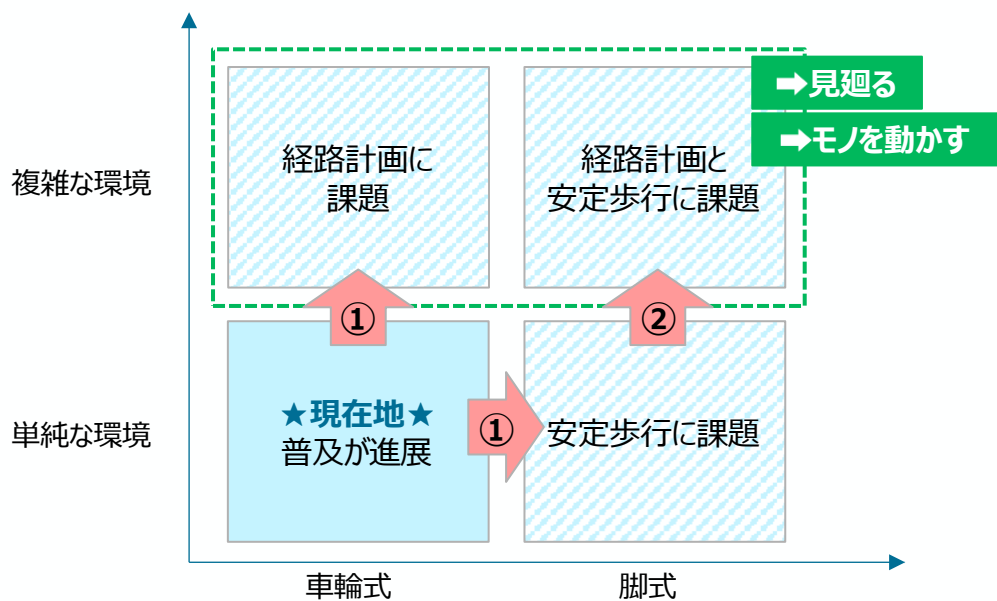 ➡見廻る
➡モノを動かす
複雑な環境
経路計画に
課題
経路計画と
安定歩行に課題
①
②
単純な環境
★現在地★
普及が進展
①
安定歩行に課題
車輪式
脚式